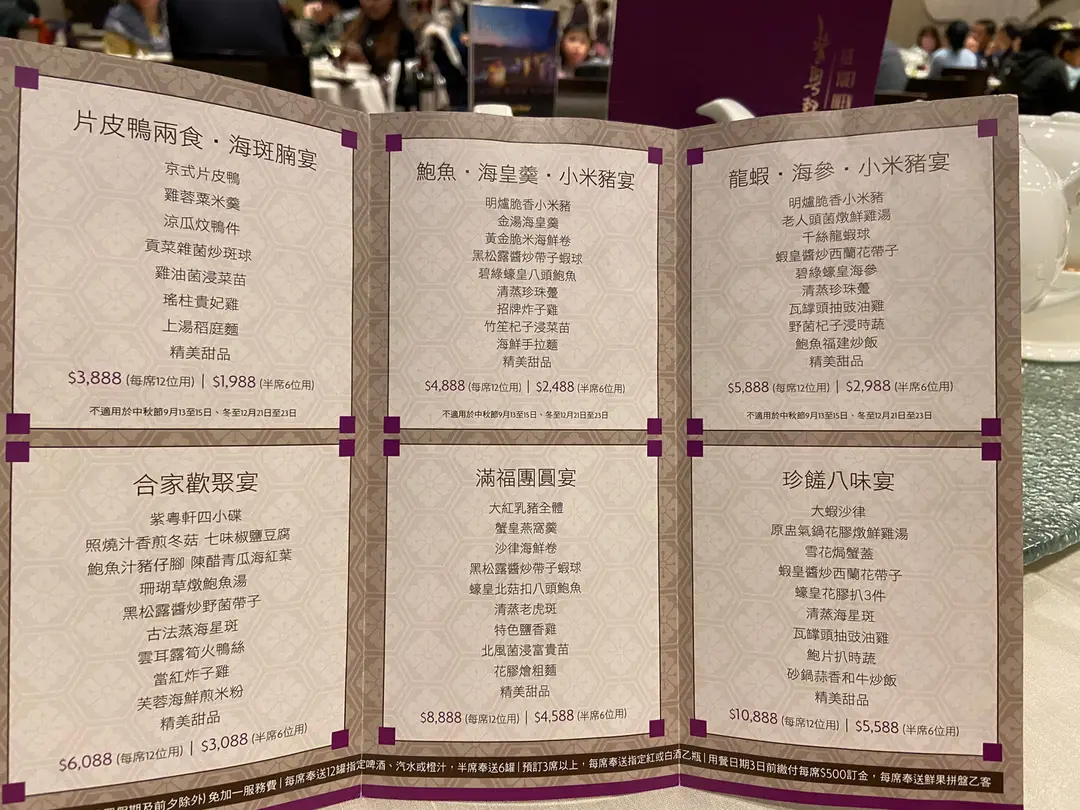 片皮鴨兩食・海斑腩宴
京式片皮鴨
雞蓉粟米羹
涼瓜炆鴨件
貢菜雜菌炒斑球
雞油菌浸菜苗
瑤柱貴妃雞
上湯稻庭麵
精美甜品
$3,888 (每席12位用) | $1,988 (半席6位用)
不適用於中秋節9月13至15日、冬至12月21日至23日
鮑魚・海皇羹・小米豬宴
明爐脆香小米豬
金湯海皇羹
黃金脆米海鮮卷
黑松露醬炒帶子蝦球
碧綠蠔皇八頭鮑魚
清蒸珍珠躉
招牌炸子雞
竹笙杞子浸菜苗
海鮮手拉麵
精美甜品
$4,888 (每席12位用) | $2,488 (半席6位用)
不適用於中秋節9月13至15日、冬至12月21日至23日
龍蝦・海參・小米豬宴
明爐脆香小米豬
老人頭菌燉鮮雞湯
千絲龍蝦球
蝦皇醬炒西蘭花帶子
碧綠蠔皇海參
清蒸珍珠躉
瓦罉頭抽豉油雞
野菌杞子浸時蔬
鮑魚福建炒飯
精美甜品
$5,888 (每席12位用) | $2,988 (半席6位用)
不適用於中秋節9月13至15日、冬至12月21日至23日
合家歡聚宴
紫粵軒四小碟
照燒汁香煎冬菇 七味椒鹽豆腐
鮑魚汁豬仔腳 陳醋青瓜海紅葉
珊瑚草燉鮑魚湯
黑松露醬炒野菌帶子
古法蒸海星斑
雲耳露筍火鴨絲
當紅炸子雞
芙蓉海鮮煎米粉
精美甜品
$6,088 (每席12位用) | $3,088 (半席6位用)
滿福團圓宴
大紅乳豬全體
蟹皇燕窩羹
沙律海鮮卷
黑松露醬炒帶子蝦球
蠔皇北菇扣八頭鮑魚
清蒸老虎斑
特色鹽香雞
北風菌浸富貴苗
花膠燴粗麵
精美甜品
$8,888 (每席12位用) | $4,588 (半席6位用)
珍饈八味宴
大蝦沙律
原盅氣鍋花膠燉鮮雞湯
雪花焗蟹蓋
蝦皇醬炒西蘭花帶子
蠔皇花膠扒3件
清蒸海星斑
瓦罉頭抽豉油雞
鮑片扒時蔬
砂鍋蒜香和牛炒飯
精美甜品
$10,888 (每席12位用) | $5,588 (半席6位用)
假期及前夕除外) 免加一服務費 | 每席奉送12罐指定啤酒、汽水或橙汁，半席奉送6罐 | 預訂3席以上，每席奉送指定紅或白酒乙瓶 | 用饗日期3日前繳付每席$500訂金，每席奉送鮮果拼盤乙客